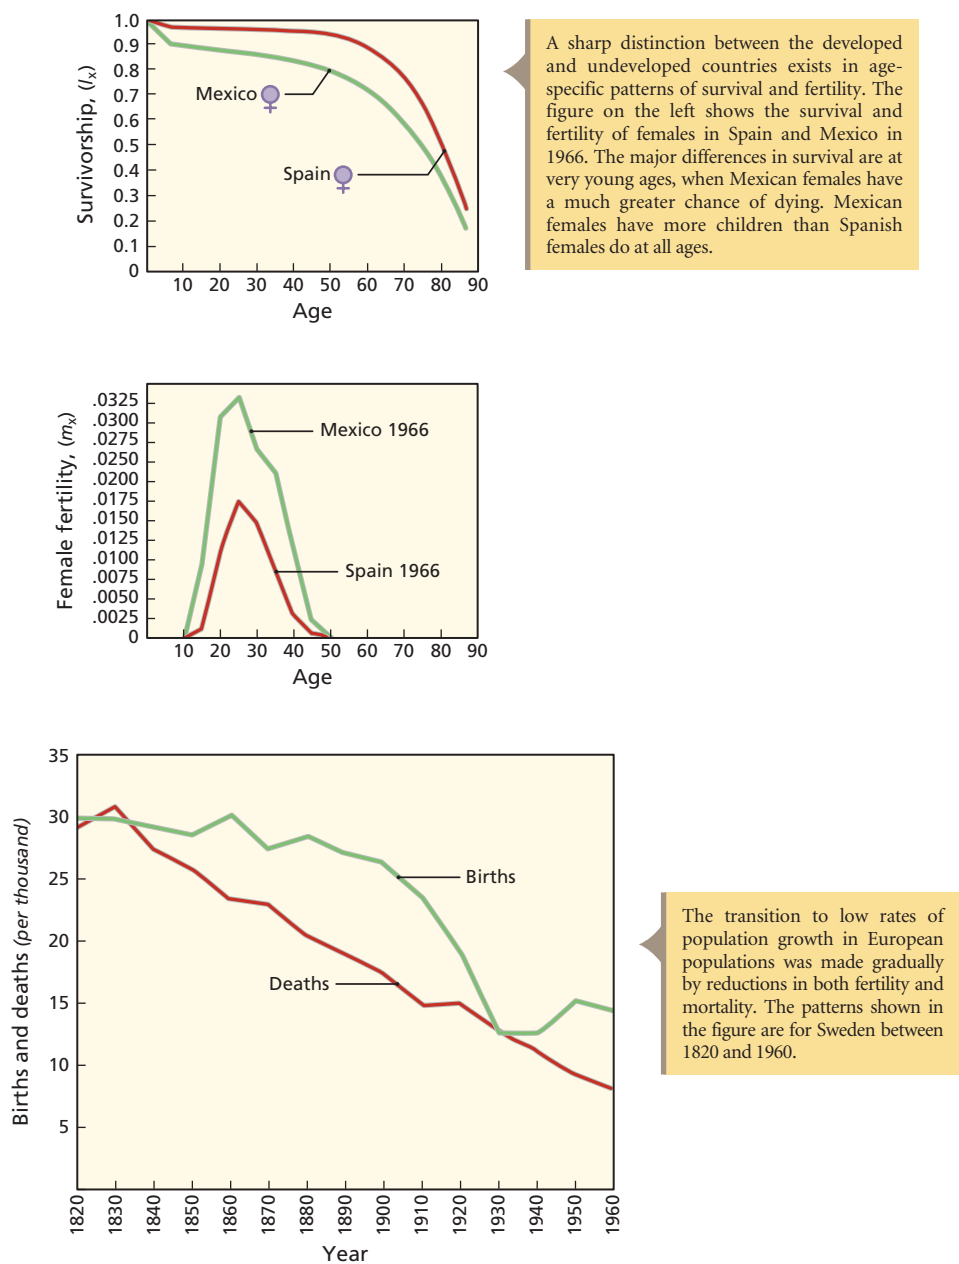 1.0
0.9
0.8
0.7
0.6
0.5
0.4
0.3
0.2
0.1
0
Survivorship, (lx)
Mexico
Spain
10 20 30 40 50 60 70 80 90
Age
A sharp distinction between the developed
and undeveloped countries exists in age-
specific patterns of survival and fertility. The
figure on the left shows the survival and
fertility of females in Spain and Mexico in
1966. The major differences in survival are at
very young ages, when Mexican females have
a much greater chance of dying. Mexican
females have more children than Spanish
females do at all ages.
.0325
.0300
.0275
.0250
.0200
.0175
.0150
.0125
.0100
.0075
.0050
.0025
0
Female fertility, (mx)
Mexico 1966
Spain 1966
10 20 30 40 50 60 70 80 90
Age
35
30
25
20
15
10
5
Births and deaths (per thousand)
Births
Deaths
1820 1830 1840 1850 1860 1870 1880 1890 1900 1910 1920 1930 1940 1950 1960
Year
The transition to low rates of
population growth in European
populations was made gradually
by reductions in both fertility and
mortality. The patterns shown in
the figure are for Sweden between
1820 and 1960.